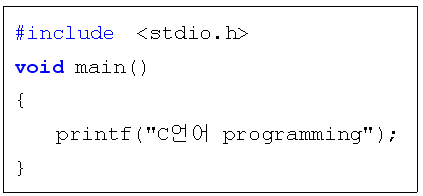 #include <stdio.h>
void main()
{
printf("C언어 programming");
}